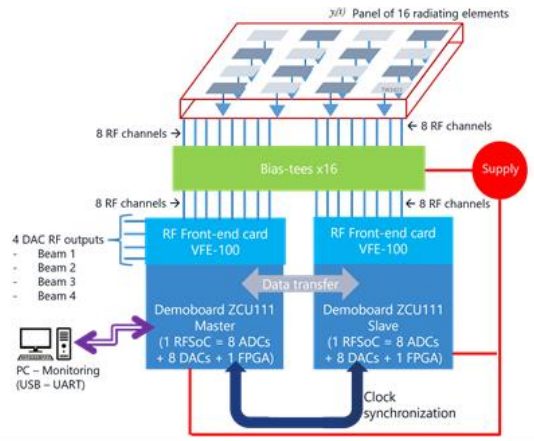 Panel of 16 radiating elements
8 RF channels
8 RF channels
Bias-tees x16
Supply
8 RF channels
8 RF channels
4 DAC RF outputs
- Beam 1
- Beam 2
- Beam 3
- Beam 4
RF Front-end card
VFE-100
RF Front-end card
VFE-100
Data transfer
Demoboard ZCU111
Master
(1 RFSoC = 8 ADCs
+ 8 DACs + 1 FPGA)
Demoboard ZCU111
Slave
(1 RFSoC = 8 ADCs
+ 8 DACs + 1 FPGA)
PC – Monitoring
(USB – UART)
Clock
synchronization